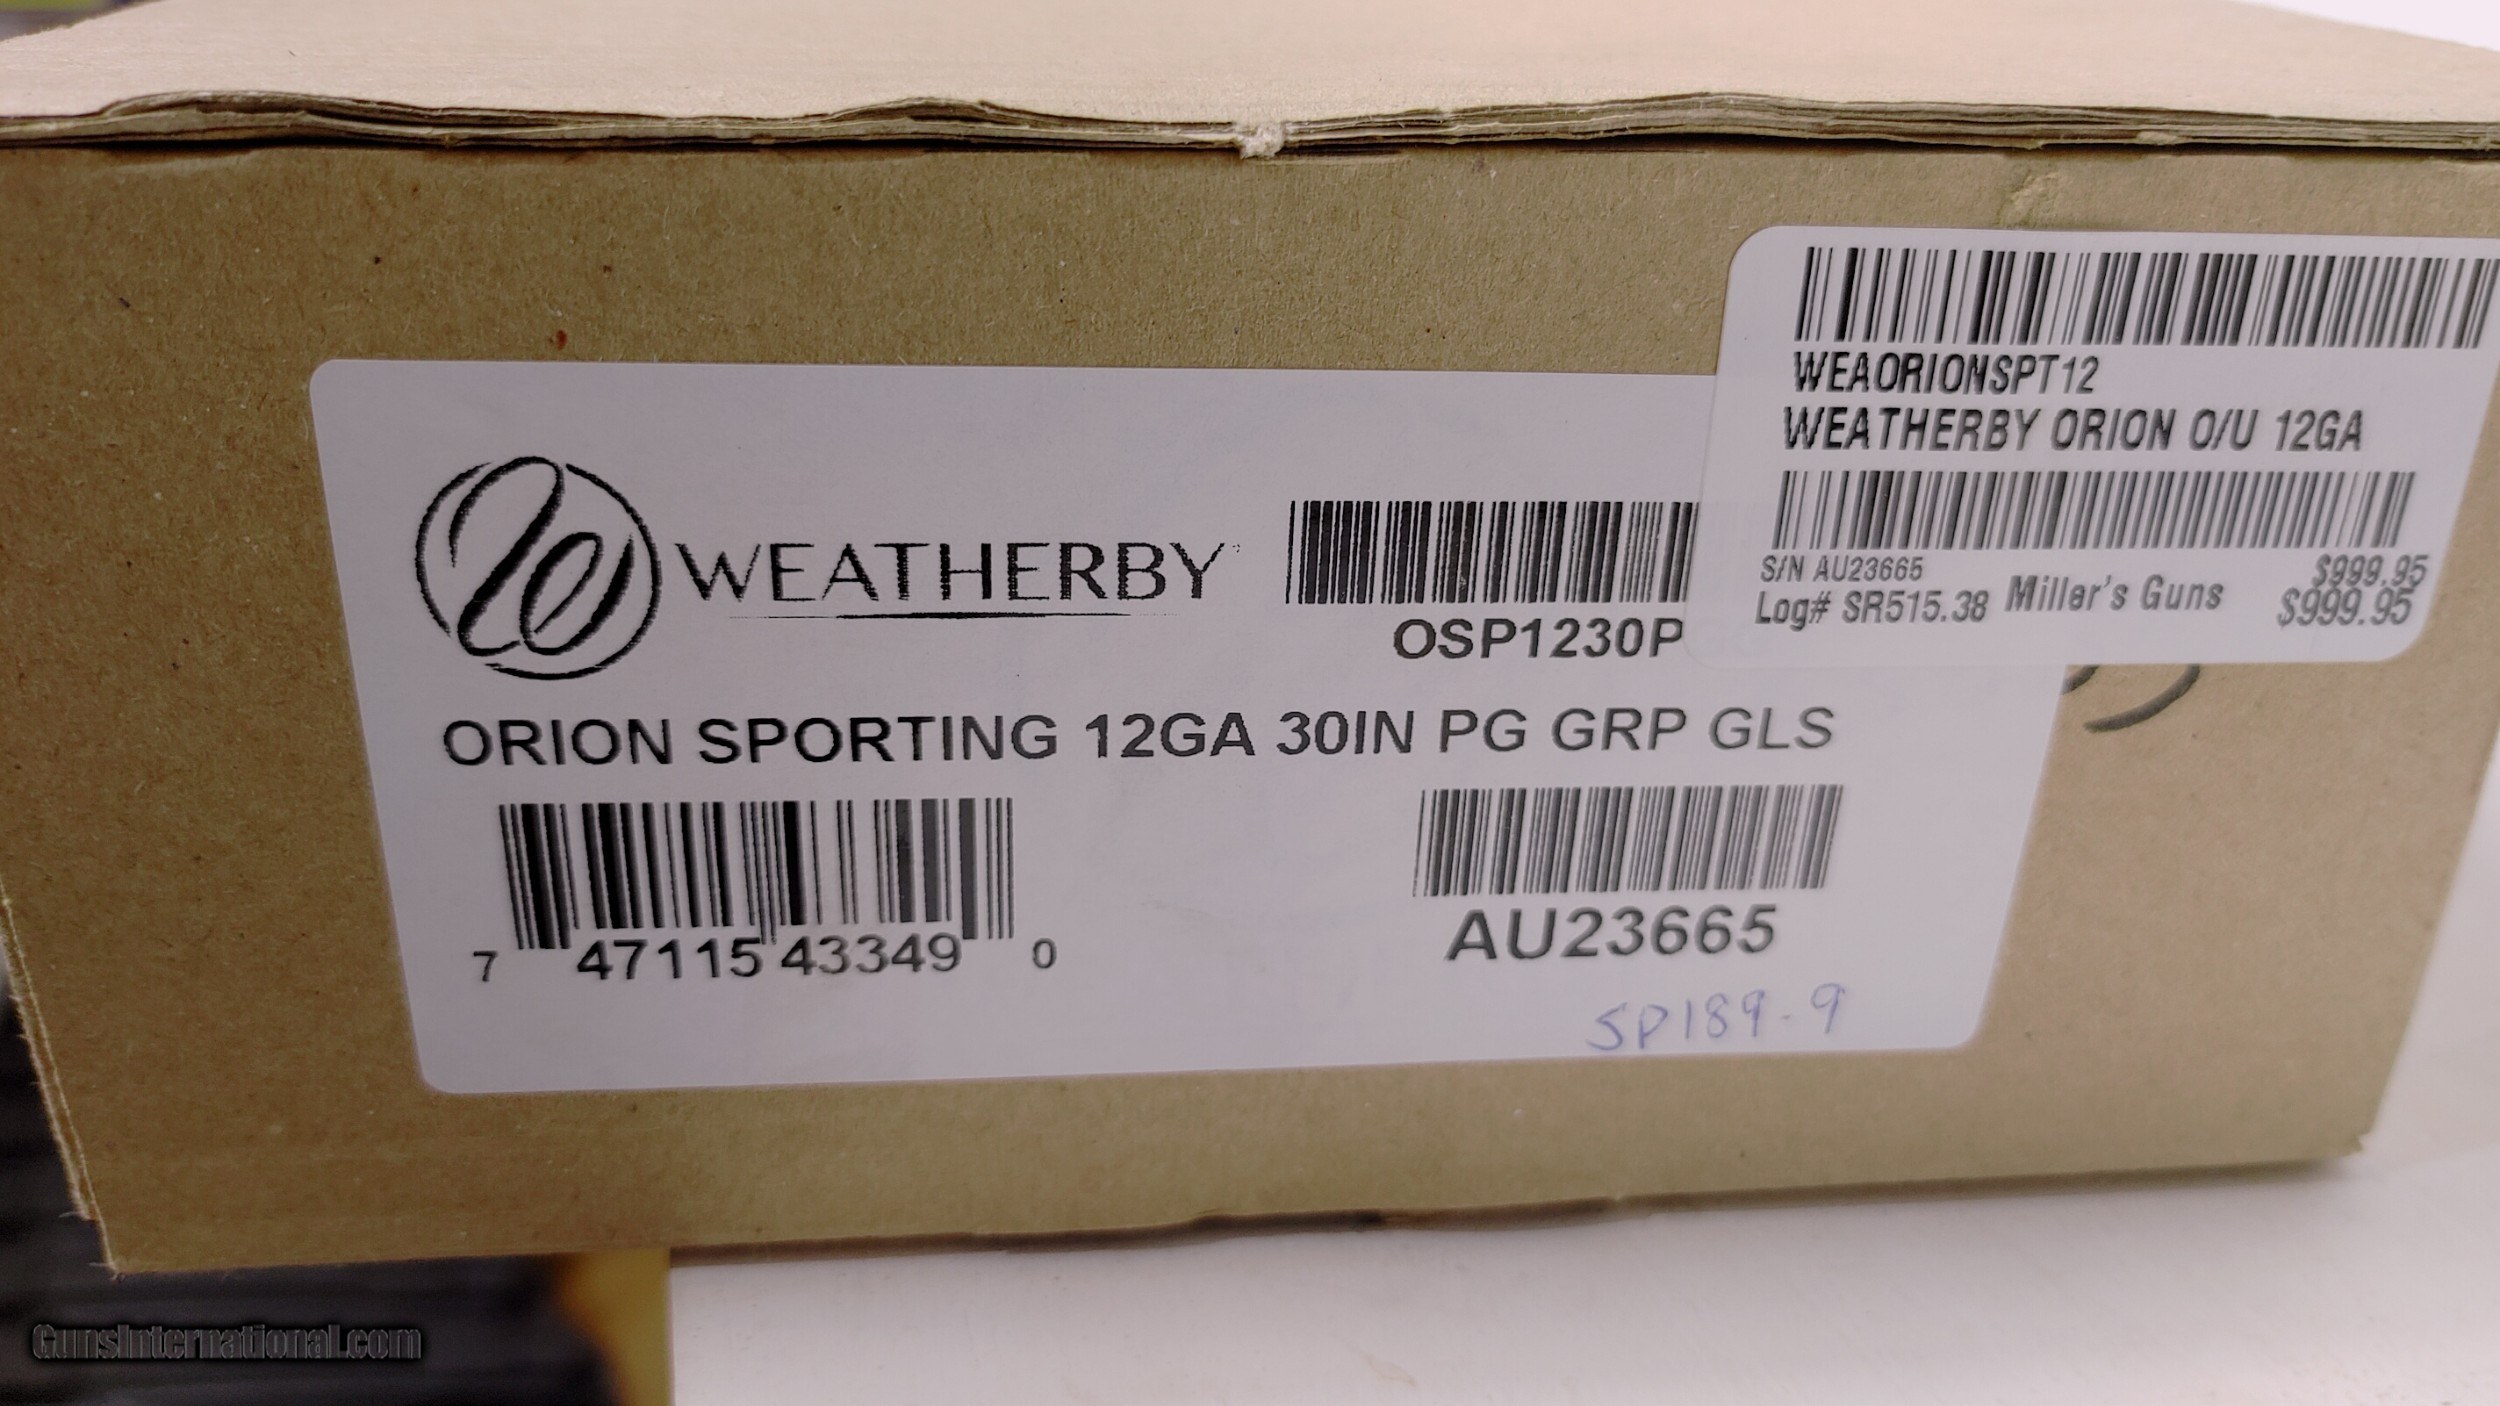 WEAORIONSPT12
WEATHERBY ORION O/U 12GA
S/N AU23665
$999.95
Log# SR515.38 Miller's Guns $999.95
WEATHERBY
OSP1230P
ORION SPORTING 12GA 30IN PG GRP GLS
7 47115 43349 0
AU23665
SP189-9
GunsInternational.com